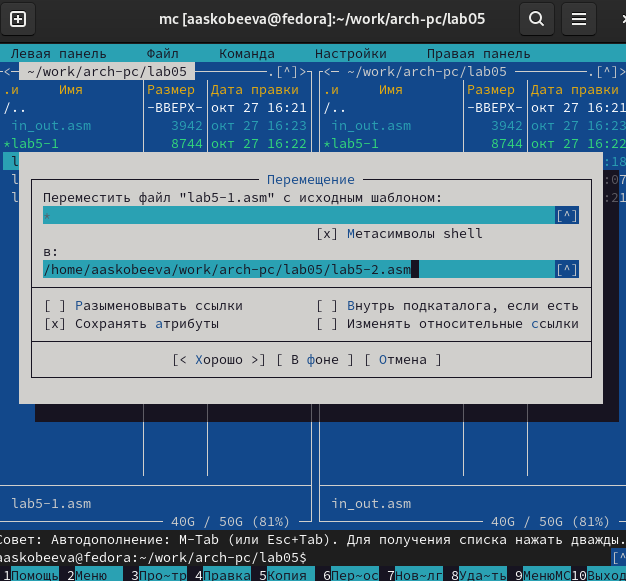 mc [aaskobeeva@fedora]:~/work/arch-pc/lab05
Левая панель Файл Команда Настройки Правая панель
<— ~/work/arch-pc/lab05 .[^]> <— ~/work/arch-pc/lab05 .[^]>
.и Имя Размер Дата правки .и Имя Размер Дата правки
/.. -ВВЕРХ- окт 27 16:21 /.. -ВВЕРХ- окт 27 16:21
in_out.asm 3942 окт 27 16:23 in_out.asm 3942 окт 27 16:23
*lab5-1 8744 окт 27 16:22 *lab5-1 8744 окт 27 16:22
Перемещение
Переместить файл "lab5-1.asm" с исходным шаблоном:
* [^]
[x] Метасимволы shell
в:
/home/aaskobeeva/work/arch-pc/lab05/lab5-2.asm [^]
[ ] Разыменовывать ссылки [ ] Внутрь подкаталога, если есть
[x] Сохранять атрибуты [ ] Изменять относительные ссылки
[< Хорошо >] [ В фоне ] [ Отмена ]
lab5-1.asm in_out.asm
40G / 50G (81%) 40G / 50G (81%)
Совет: Автодополнение: M-Tab (или Esc+Tab). Для получения списка нажать дважды.
aaskobeeva@fedora:~/work/arch-pc/lab05$ [^
1Помощь 2Меню 3Про~тр 4Правка 5Копия 6Пер~ос 7Нов~лг 8Уда~ть 9МенюMC 10Выход